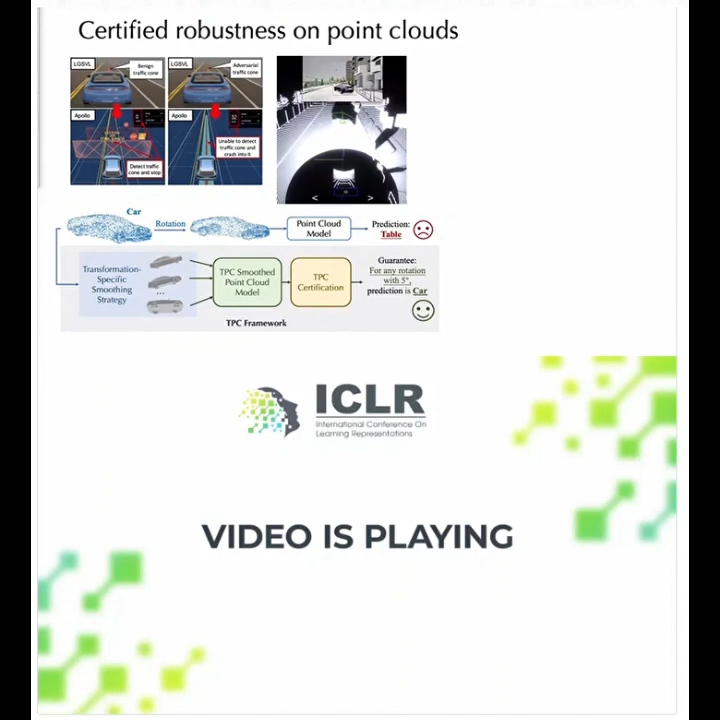 Certified robustness on point clouds
LGSVL
Benign
traffic cone
LGSVL
Adversarial
traffic cone
Apollo
Detect traffic
cone and stop
Apollo
Unable to detect
traffic cone and
crash into it
Car
Rotation
Point Cloud
Model
Prediction:
Table
Transformation-
Specific
Smoothing
Strategy
...
TPC Smoothed
Point Cloud
Model
TPC
Certification
Guarantee:
For any rotation
with 5°,
prediction is Car
TPC Framework
ICLR
International Conference On
Learning Representations
VIDEO IS PLAYING